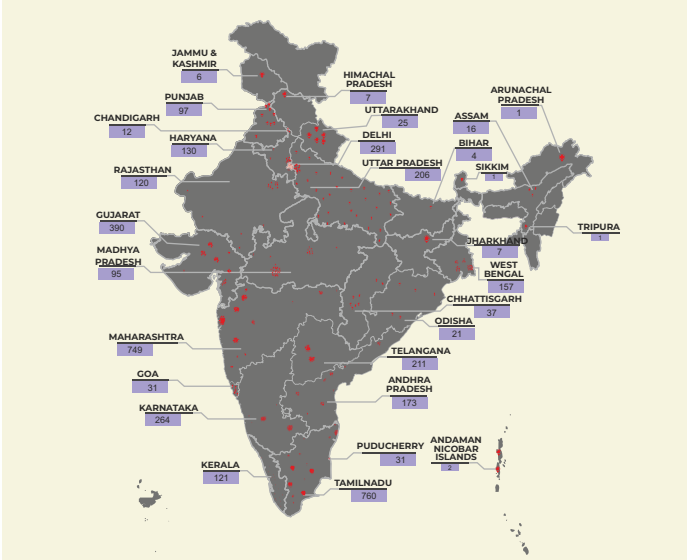 JAMMU &
KASHMIR
6
HIMACHAL
PRADESH
7
ARUNACHAL
PRADESH
1
PUNJAB
97
UTTARAKHAND
25
CHANDIGARH
12
ASSAM
16
HARYANA
130
DELHI
291
BIHAR
4
UTTAR PRADESH
206
SIKKIM
1
RAJASTHAN
120
GUJARAT
390
TRIPURA
1
MADHYA
PRADESH
95
JHARKHAND
7
WEST
BENGAL
157
CHHATTISGARH
37
ODISHA
21
MAHARASHTRA
749
TELANGANA
211
GOA
31
ANDHRA
PRADESH
173
KARNATAKA
264
PUDUCHERRY
31
ANDAMAN
NICOBAR
ISLANDS
2
KERALA
121
TAMILNADU
760